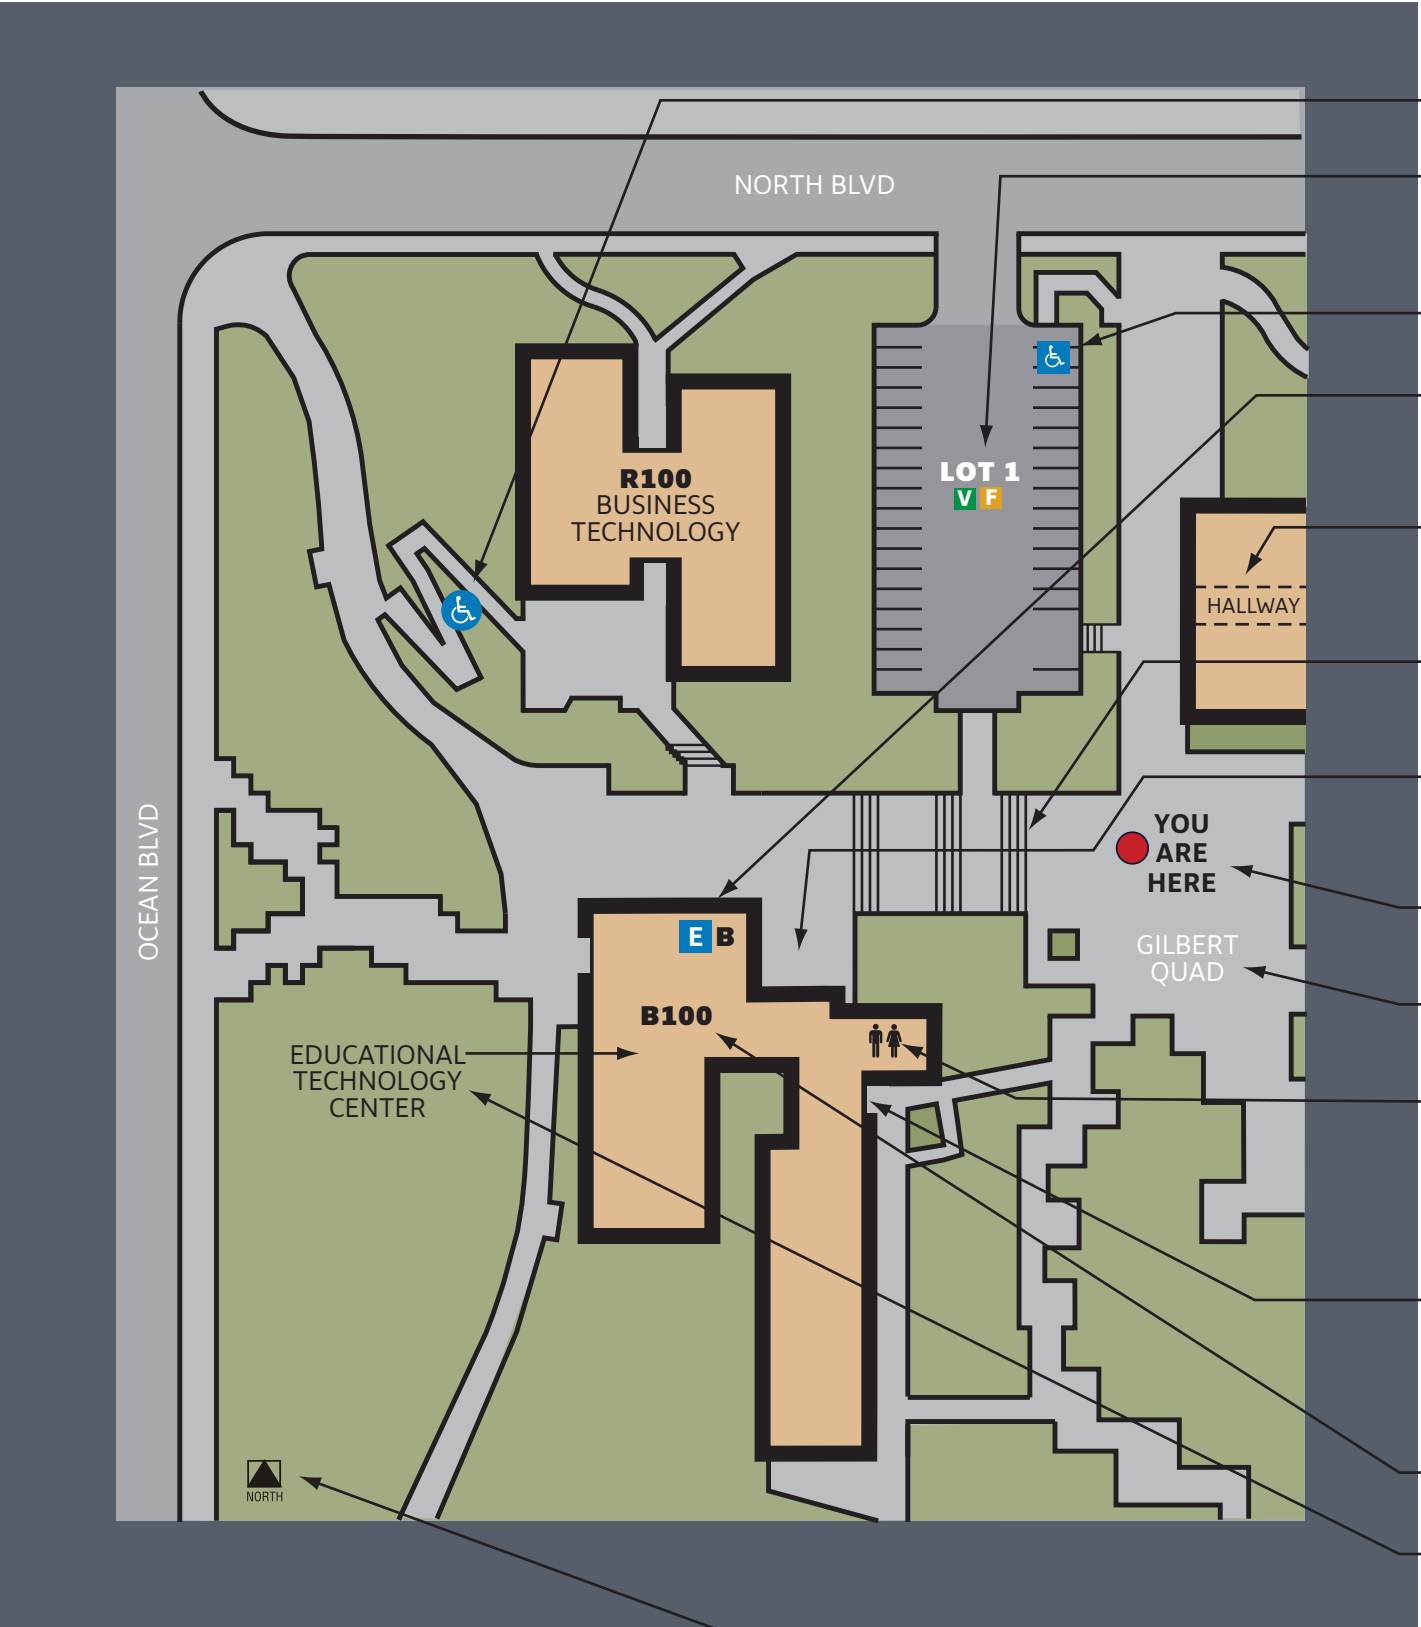 NORTH BLVD
R100
BUSINESS
TECHNOLOGY
LOT 1
V F
HALLWAY
OCEAN BLVD
YOU
ARE
HERE
E B
GILBERT
QUAD
B100
EDUCATIONAL
TECHNOLOGY
CENTER
NORTH